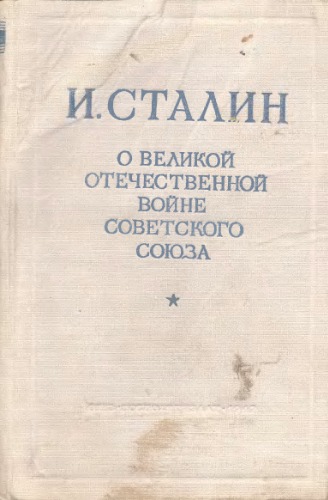 И. СТАЛИН
О ВЕЛИКОЙ
ОТЕЧЕСТВЕННОЙ
ВОЙНЕ
СОВЕТСКОГО
СОЮЗА